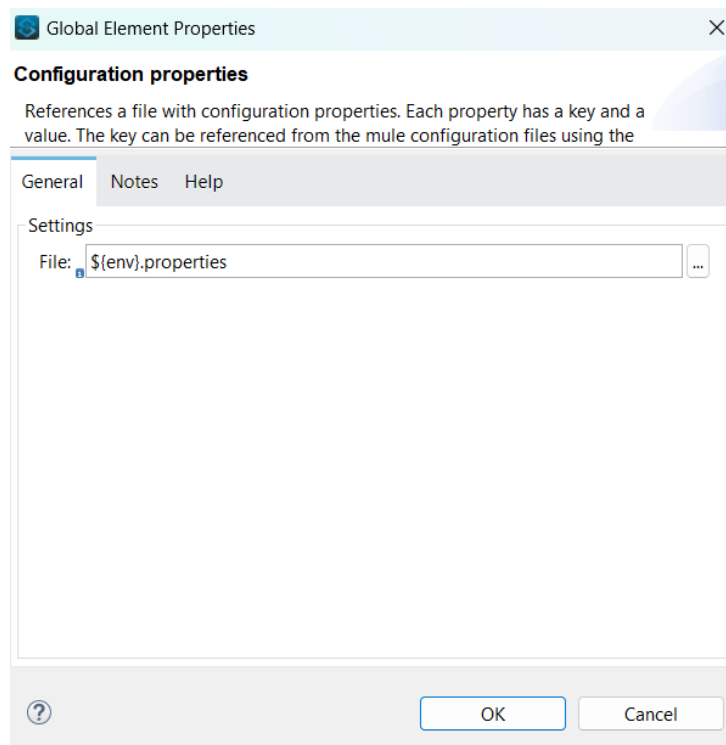 Global Element Properties
Configuration properties
References a file with configuration properties. Each property has a key and a
value. The key can be referenced from the mule configuration files using the
General Notes Help
Settings
File: ${env}.properties ...
? OK Cancel